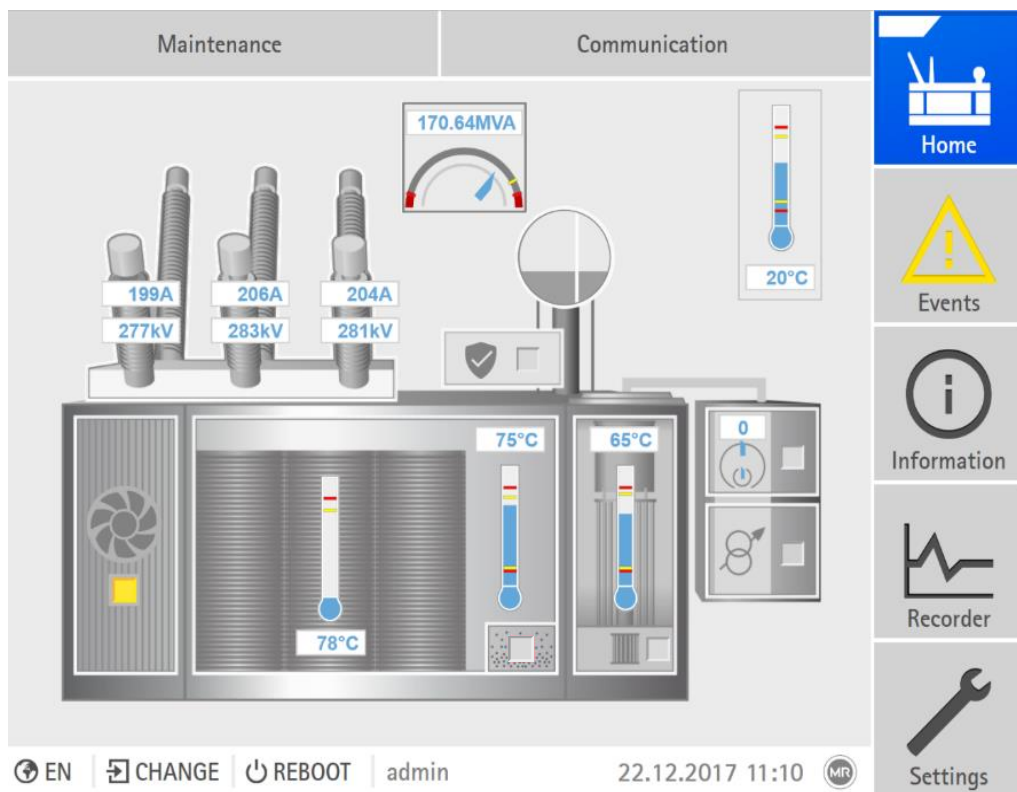 Maintenance
Communication
Home
170.64MVA
20°C
199A
206A
204A
277kV
283kV
281kV
Events
75°C
65°C
0
Information
78°C
Recorder
EN
CHANGE
REBOOT
admin
22.12.2017 11:10
MR
Settings